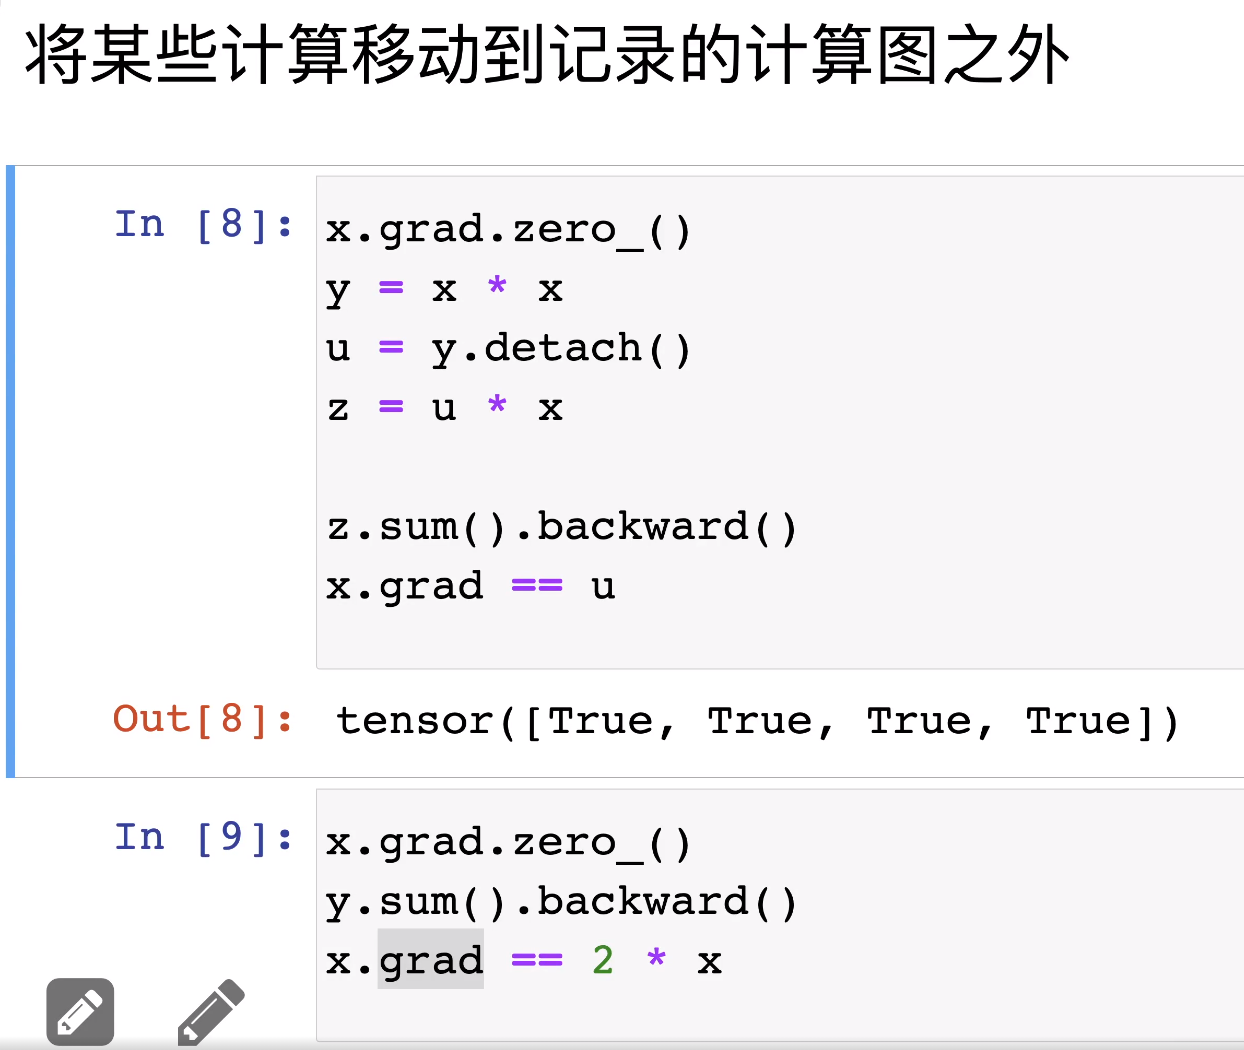 将某些计算移动到记录的计算图之外
In [8]:
x.grad.zero_()
y = x * x
u = y.detach()
z = u * x
z.sum().backward()
x.grad == u
Out[8]: tensor([True, True, True, True])
In [9]:
x.grad.zero_()
y.sum().backward()
x.grad == 2 * x